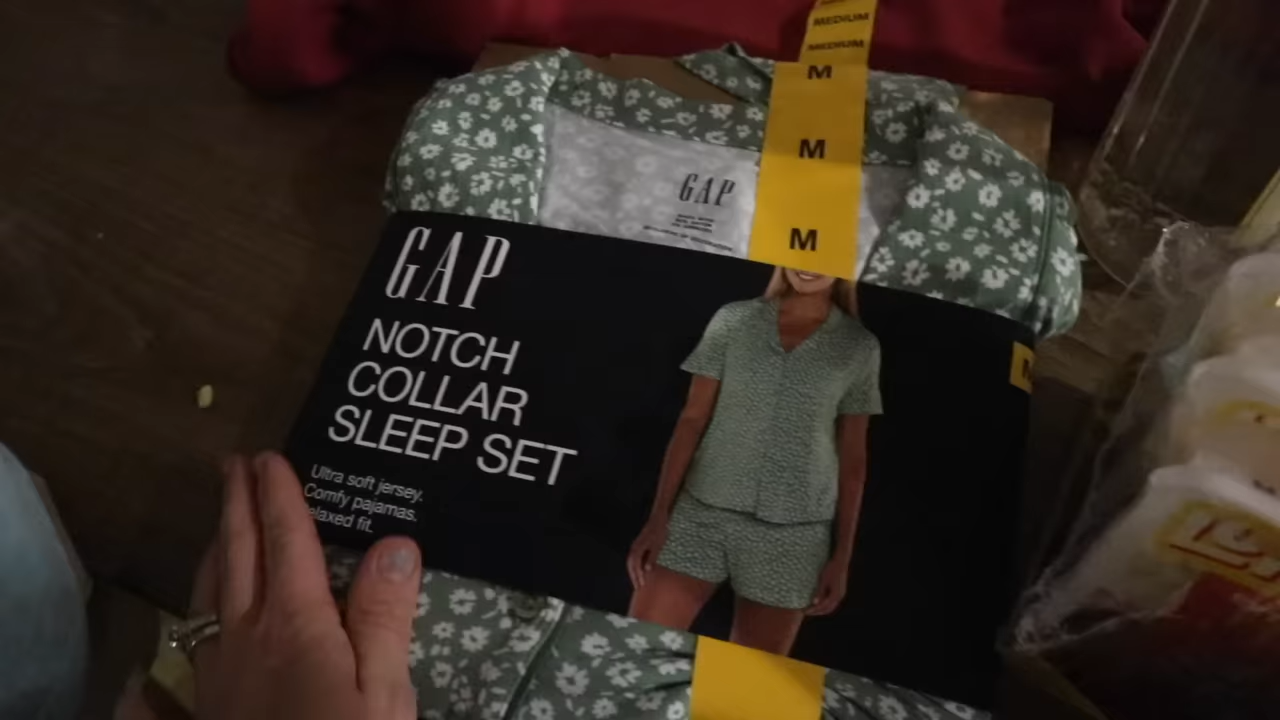 MEDIUM
MEDIUM
M
M
M
GAP
GAP
NOTCH
COLLAR
SLEEP SET
Ultra soft jersey.
Comfy pajamas.
elaxed fit.